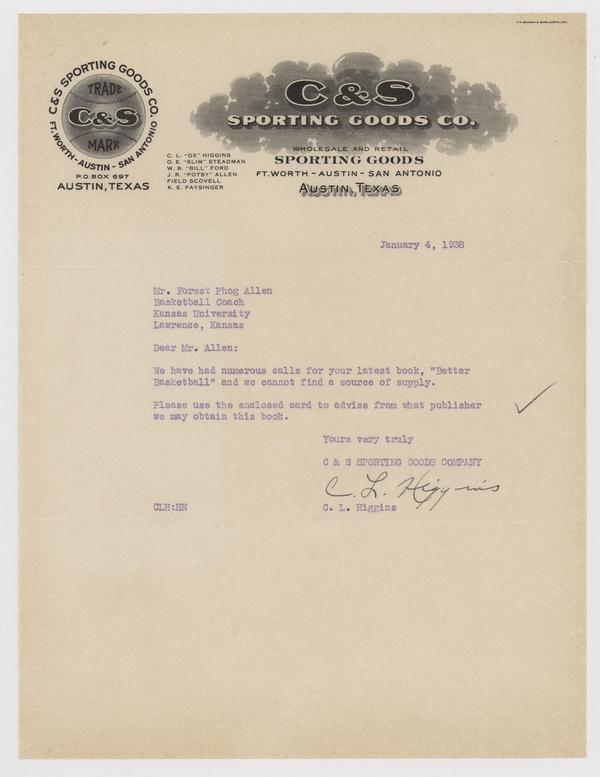 C&S SPORTING GOODS CO.
TRADE
C&S
MARK
FT. WORTH - AUSTIN - SAN ANTONIO
P.O. BOX 697
AUSTIN, TEXAS
C. L. "OX" HIGGINS
O. E. "SLIM" STEADMAN
W. B. "BILL" FORD
J. R. "POTSY" ALLEN
FIELD SCOVELL
K. E. PAYSINGER
C & S
SPORTING GOODS CO.
WHOLESALE AND RETAIL
SPORTING GOODS
FT. WORTH - AUSTIN - SAN ANTONIO
AUSTIN, TEXAS
January 4, 1938
Mr. Forest Phog Allen
Basketball Coach
Kansas University
Lawrence, Kansas
Dear Mr. Allen:
We have had numerous calls for your latest book, "Better
Basketball" and we cannot find a source of supply.
Please use the enclosed card to advise from what publisher
we may obtain this book.
Yours very truly
C & S SPORTING GOODS COMPANY
C. L. Higgins
CLH:HN C. L. Higgins